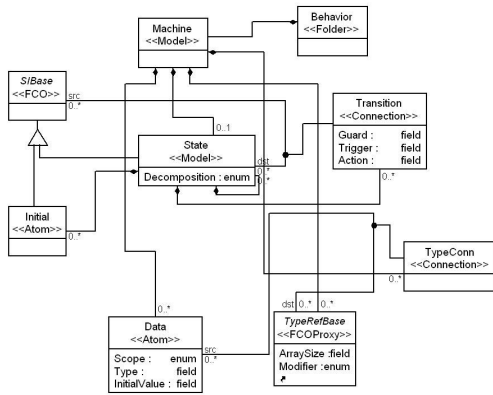 Machine
<<Model>>
Behavior
<<Folder>>
SIBase
<<FCO>>
src
0..*
0..1
Transition
<<Connection>>
Guard : field
Trigger : field
Action : field
0..*
State
<<Model>>
Decomposition : enum
dst
0..*
0..*
Initial
<<Atom>>
0..*
TypeConn
<<Connection>>
0..*
0..*
dst
0..*
0..*
Data
<<Atom>>
Scope : enum
Type : field
InitialValue : field
src
0..*
TypeRefBase
<<FCOProxy>>
ArraySize :field
Modifier :enum